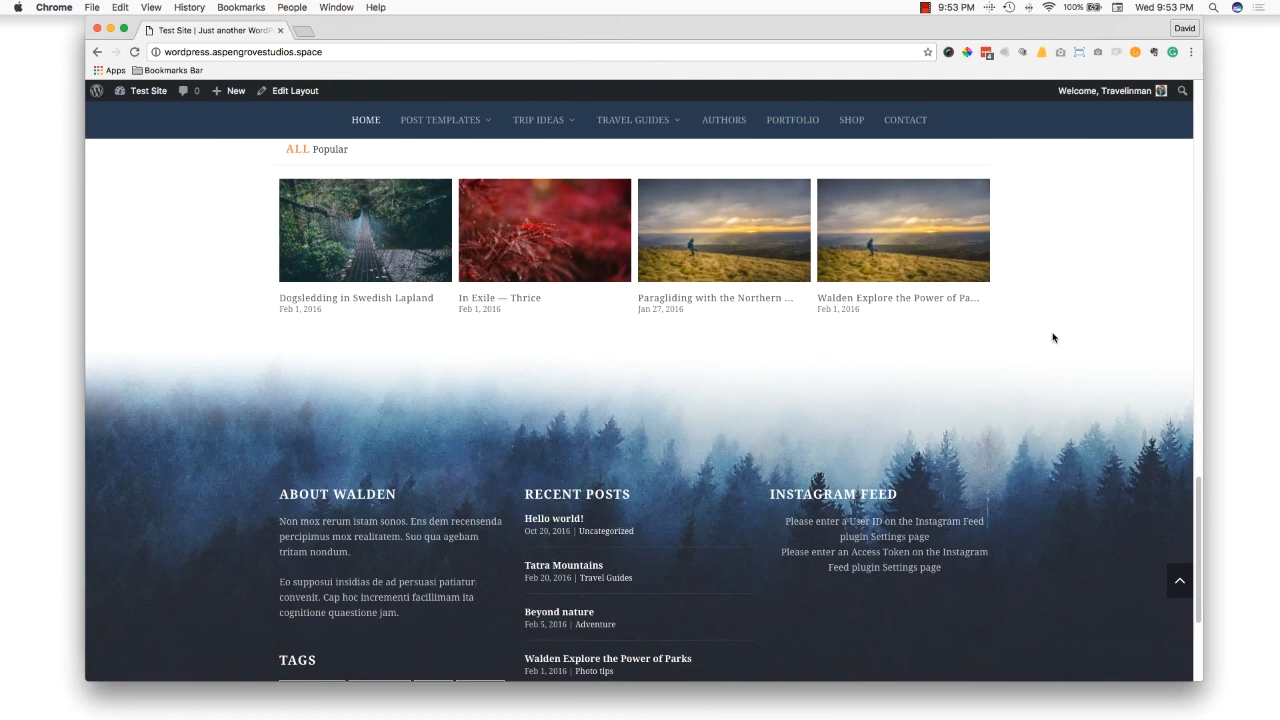 Chrome File Edit View History Bookmarks People Window Help 9:53 PM 100% Wed 9:53 PM
Test Site | Just another WordP David
wordpress.aspengrovestudios.space
Apps Bookmarks Bar
Test Site 0 New Edit Layout Welcome, Travelinman
HOME POST TEMPLATES TRIP IDEAS TRAVEL GUIDES AUTHORS PORTFOLIO SHOP CONTACT
ALL Popular
Dogsledding in Swedish Lapland
Feb 1, 2016
In Exile — Thrice
Feb 1, 2016
Paragliding with the Northern ...
Jan 27, 2016
Walden Explore the Power of Pa...
Feb 1, 2016
ABOUT WALDEN
Non mox rerum istam sonos. Ens dem recensenda
percipimus mox realitatem. Suo qua agebam
tritam nondum.
Eo supposui insidias de ad persuasi patiatur
convenit. Cap hoc incrementi facillimam ita
cognitione quaestione jam.
TAGS
RECENT POSTS
Hello world!
Oct 20, 2016 | Uncategorized
Tatra Mountains
Feb 20, 2016 | Travel Guides
Beyond nature
Feb 5, 2016 | Adventure
Walden Explore the Power of Parks
Feb 1, 2016 | Photo tips
INSTAGRAM FEED
Please enter a User ID on the Instagram Feed
plugin Settings page
Please enter an Access Token on the Instagram
Feed plugin Settings page